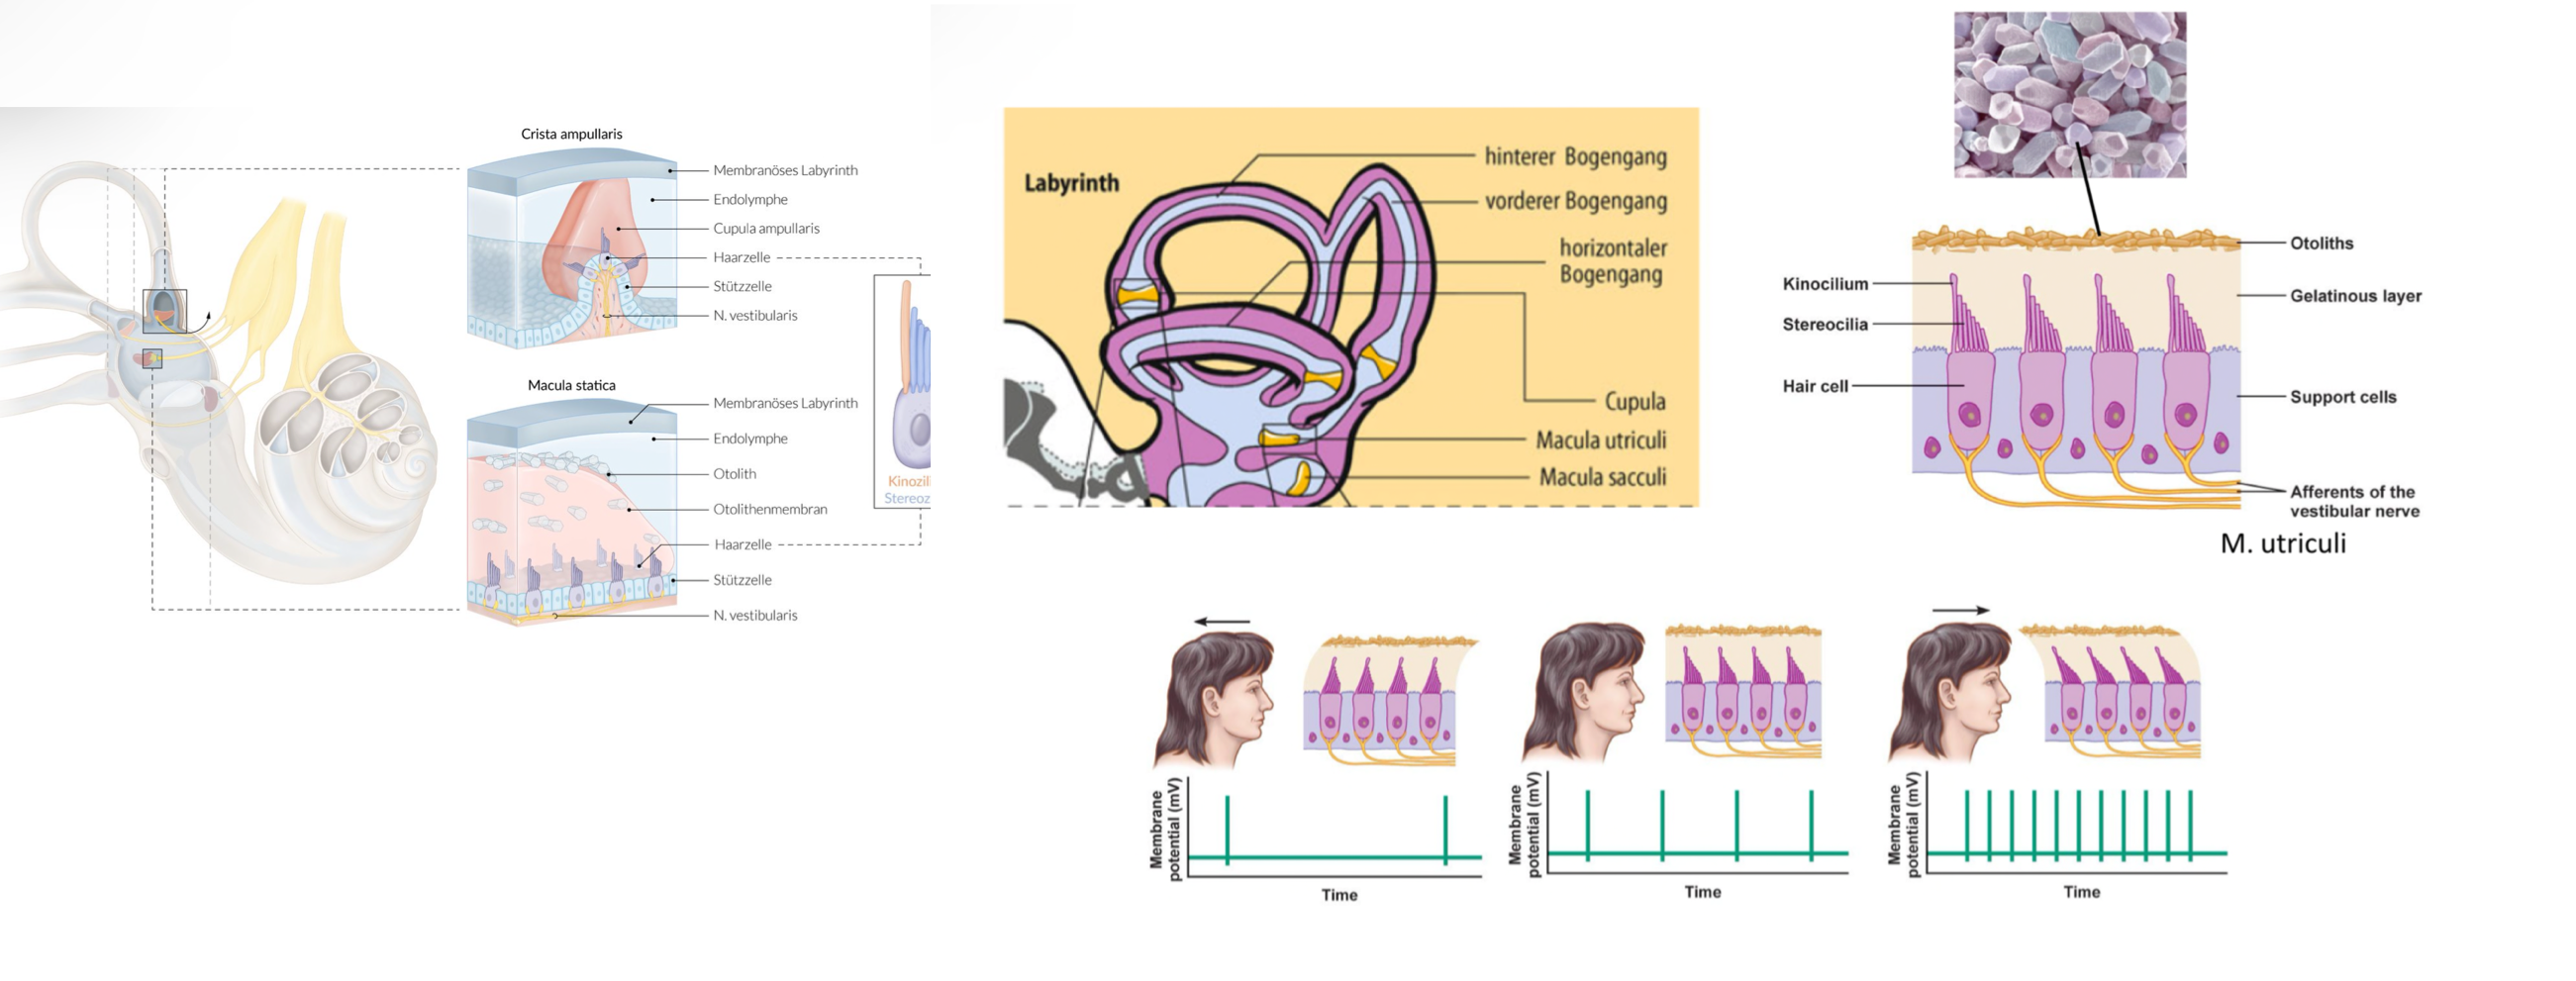 Crista ampullaris
Membranöses Labyrinth
Endolymphe
Cupula ampullaris
Haarzelle
Stützzelle
N. vestibularis
Macula statica
Membranöses Labyrinth
Endolymphe
Otolith
Otolithenmembran
Haarzelle
Stützzelle
N. vestibularis
Kinozil
Stereoz
Labyrinth
hinterer Bogengang
vorderer Bogengang
horizontaler
Bogengang
Cupula
Macula utriculi
Macula sacculi
Otoliths
Kinocilium
Gelatinous layer
Stereocilia
Hair cell
Support cells
Afferents of the
vestibular nerve
M. utriculi
Membrane
potential (mV)
Time
Membrane
potential (mV)
Time
Membrane
potential (mV)
Time